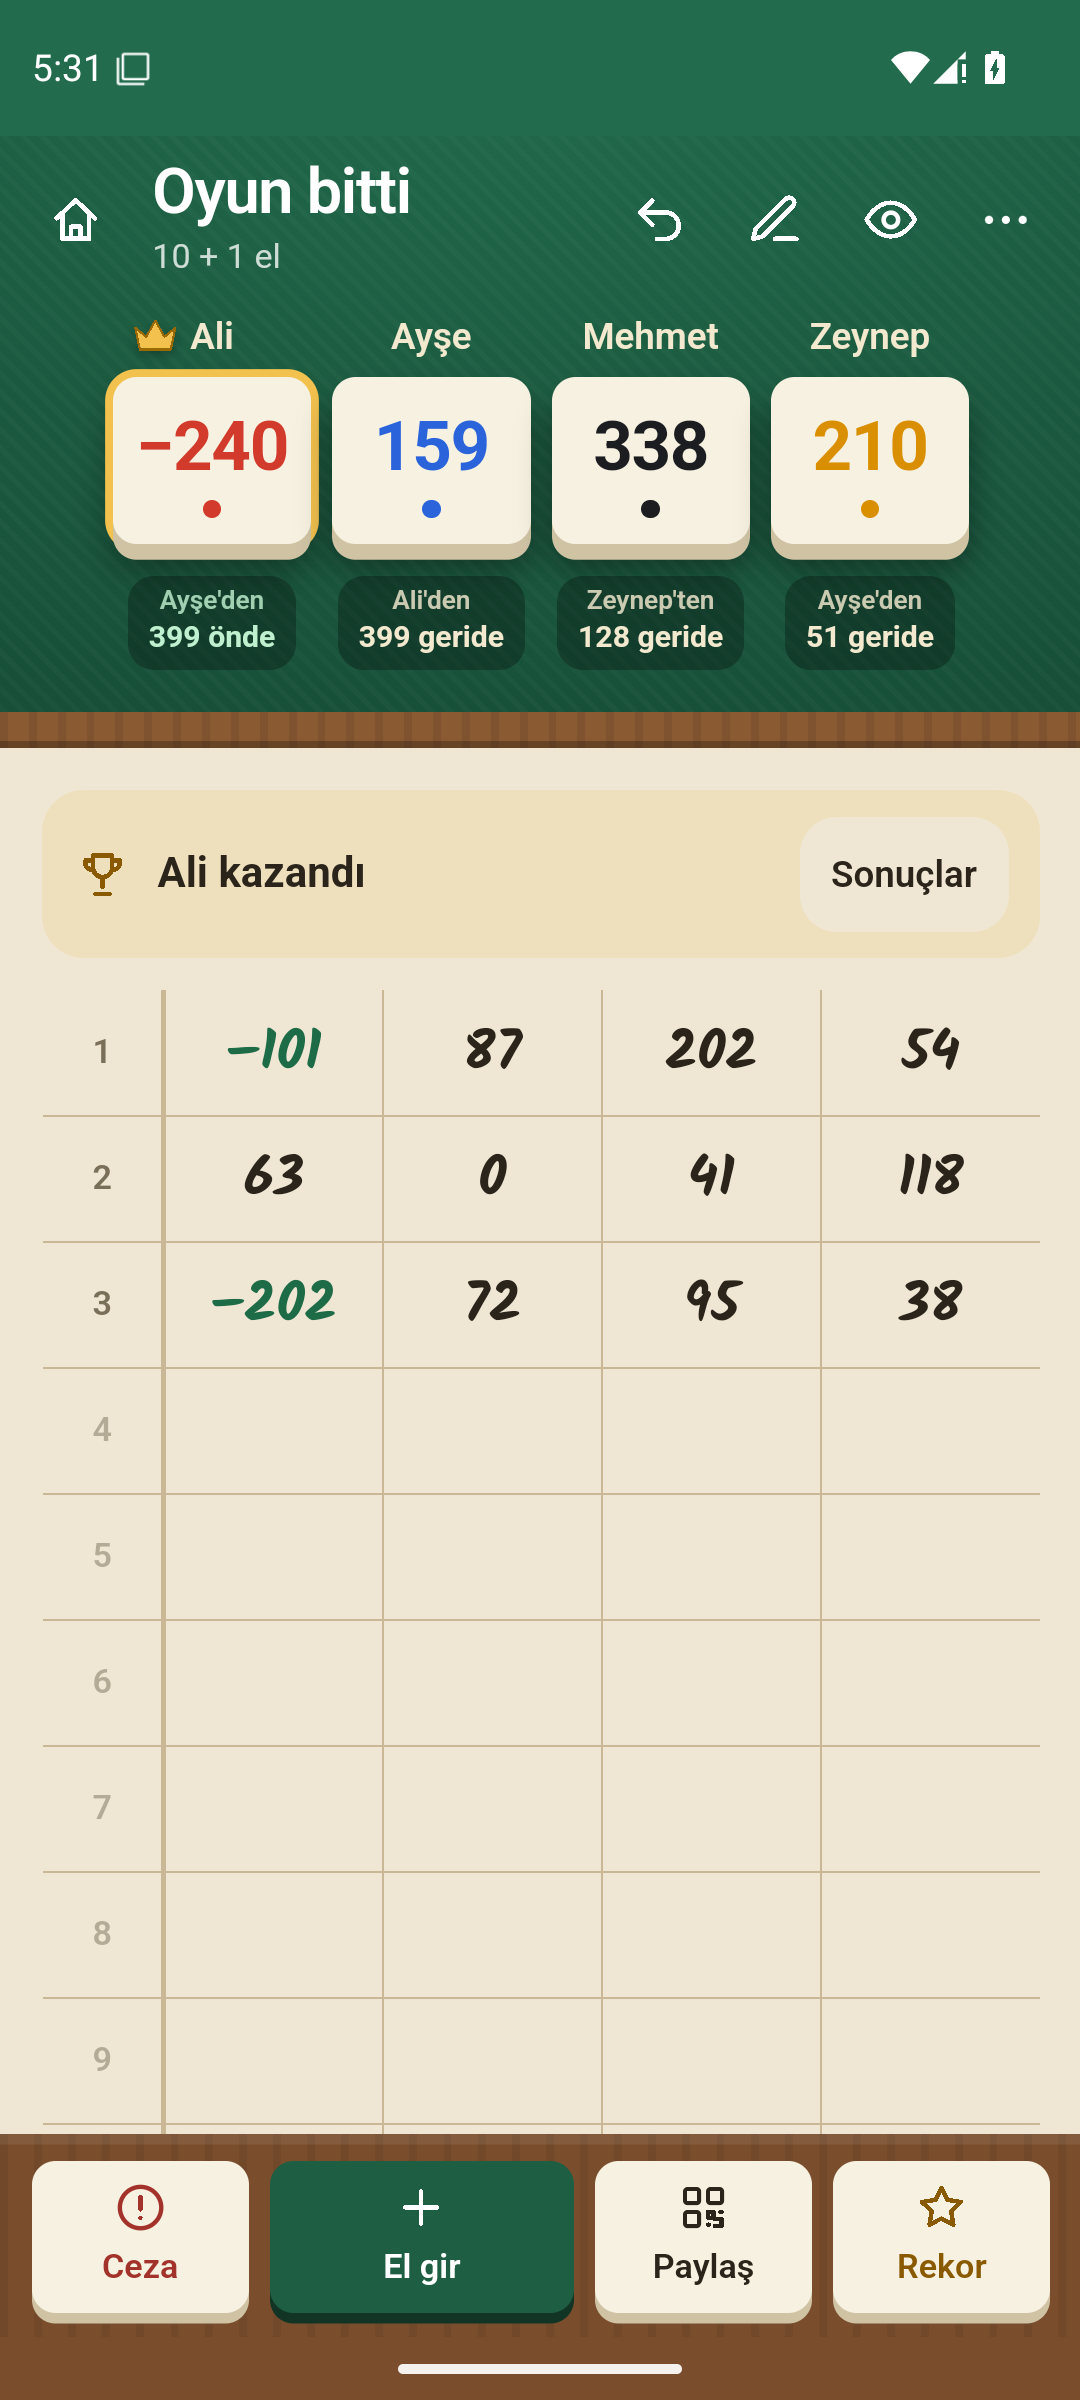 5:31
Oyun bitti
10 + 1 el
Ali Ayşe Mehmet Zeynep
−240 159 338 210
Ayşe'den Ali'den Zeynep'ten Ayşe'den
399 önde 399 geride 128 geride 51 geride
Ali kazandı Sonuçlar
1 −101 87 202 54
2 63 0 41 118
3 −202 72 95 38
4
5
6
7
8
9
Ceza El gir Paylaş Rekor